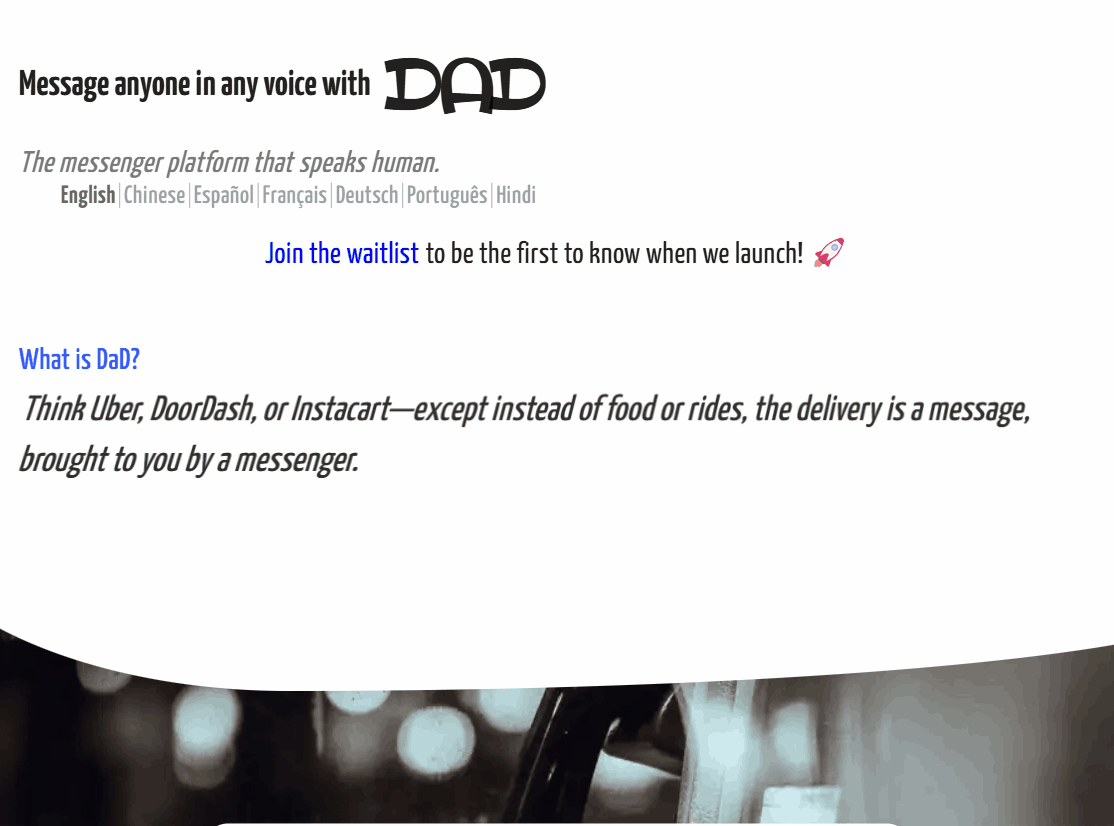 Message anyone in any voice with DAD
The messenger platform that speaks human.
English|Chinese|Español|Français|Deutsch|Português|Hindi
Join the waitlist to be the first to know when we launch! 🚀
What is DaD?
Think Uber, DoorDash, or Instacart—except instead of food or rides, the delivery is a message,
brought to you by a messenger.